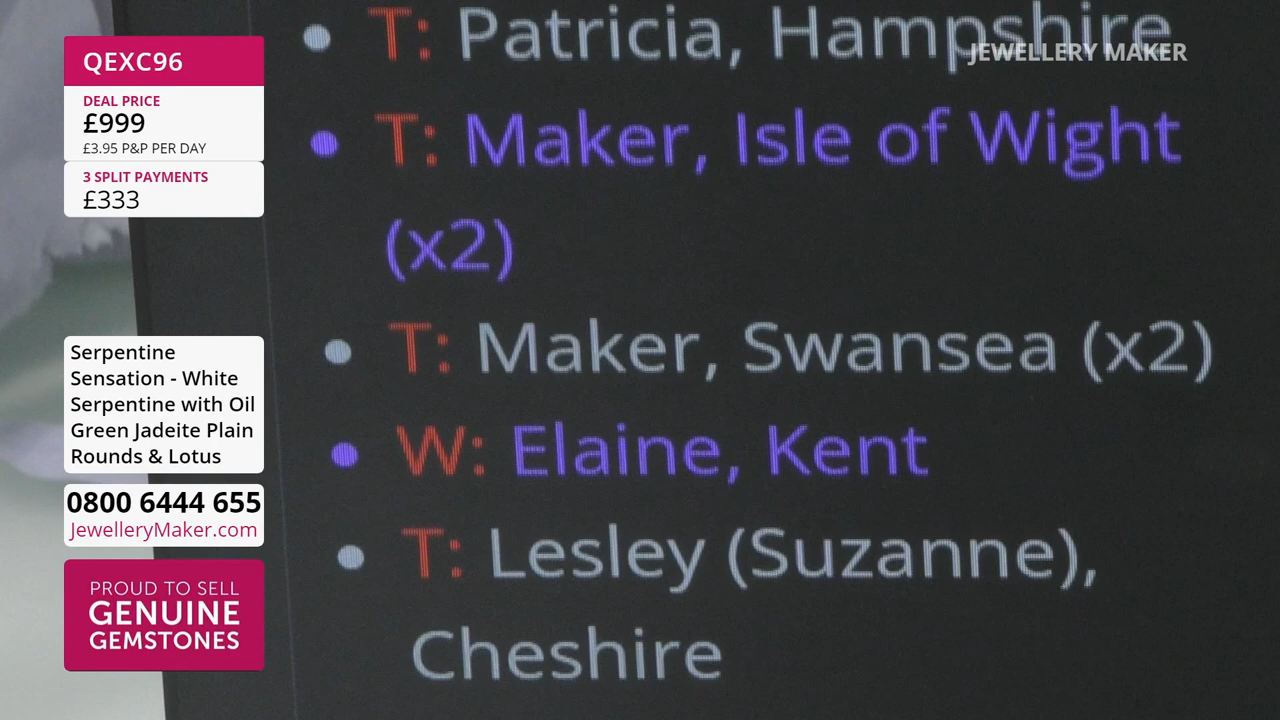 QEXC96
DEAL PRICE
£999
£3.95 P&P PER DAY
3 SPLIT PAYMENTS
£333
Serpentine
Sensation - White
Serpentine with Oil
Green Jadeite Plain
Rounds & Lotus
0800 6444 655
JewelleryMaker.com
PROUD TO SELL
GENUINE
GEMSTONES
JEWELLERY MAKER
• T: Patricia, Hampshire
• T: Maker, Isle of Wight
(x2)
• T: Maker, Swansea (x2)
• W: Elaine, Kent
• T: Lesley (Suzanne),
Cheshire